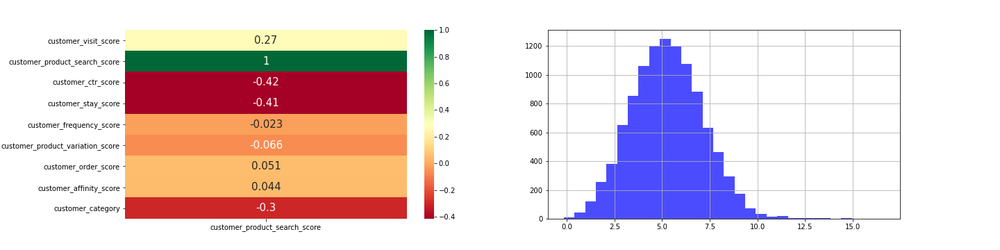 customer_visit_score 0.27
customer_product_search_score 1
customer_ctr_score -0.42
customer_stay_score -0.41
customer_frequency_score -0.023
customer_product_variation_score -0.066
customer_order_score 0.051
customer_affinity_score 0.044
customer_category -0.3
customer_product_search_score
1.0
0.8
0.6
0.4
0.2
0.0
−0.2
−0.4
1200
1000
800
600
400
200
0
0.0 2.5 5.0 7.5 10.0 12.5 15.0